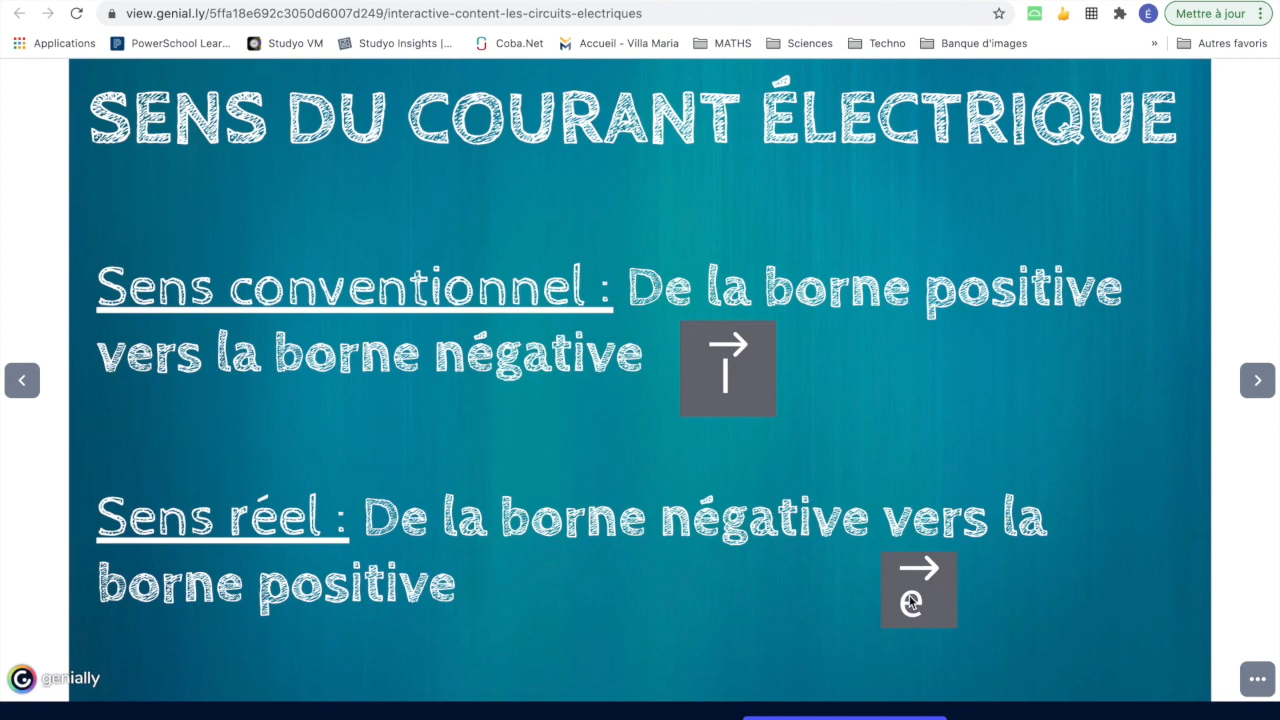 view.genial.ly/5ffa18e692c3050d6007d249/interactive-content-les-circuits-electriques
É
Mettre à jour
Applications
PowerSchool Lear...
Studyo VM
Studyo Insights |...
Coba.Net
Accueil - Villa Maria
MATHS
Sciences
Techno
Banque d'images
»
Autres favoris
SENS DU COURANT ÉLECTRIQUE
Sens conventionnel : De la borne positive
vers la borne négative
I
Sens réel : De la borne négative vers la
borne positive
e
genially